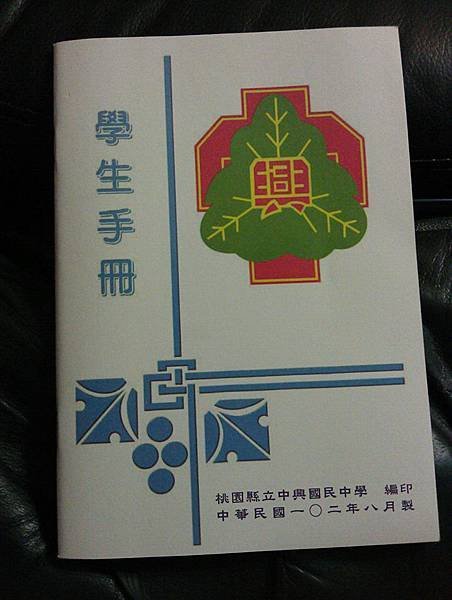 學生手冊
興
桃園縣立中興國民中學 編印
中華民國一〇二年八月製